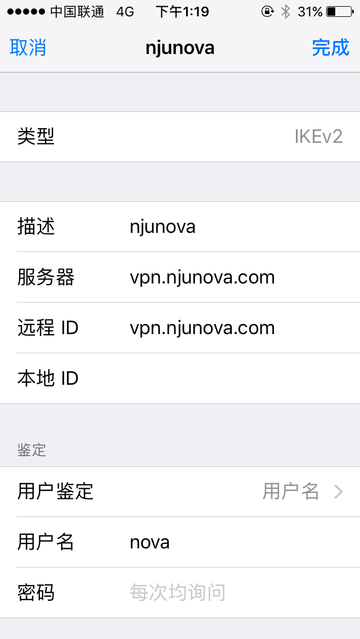 中国联通 4G 下午1:19 31%
取消 njunova 完成
类型 IKEv2
描述 njunova
服务器 vpn.njunova.com
远程 ID vpn.njunova.com
本地 ID
鉴定
用户鉴定 用户名
用户名 nova
密码 每次均询问